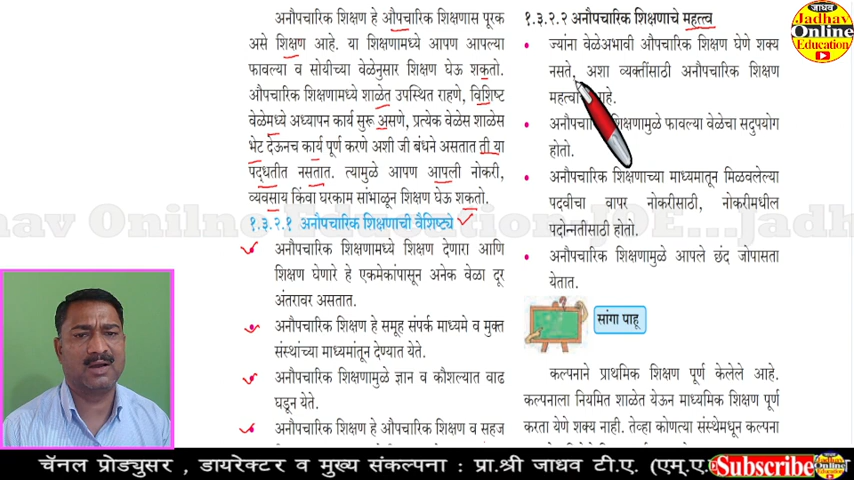 अनौपचारिक शिक्षण हे औपचारिक शिक्षणास पूरक
असे शिक्षण आहे. या शिक्षणामध्ये आपण आपल्या
फावल्या व सोयीच्या वेळेनुसार शिक्षण घेऊ शकतो.
औपचारिक शिक्षणामध्ये शाळेत उपस्थित राहणे, विशिष्ट
वेळेमध्ये अध्यापन कार्य सुरू असणे, प्रत्येक वेळेस शाळेस
भेट देऊनच कार्य पूर्ण करणे अशी जी बंधने असतात ती या
पद्धतीत नसतात. त्यामुळे आपण आपली नोकरी,
व्यवसाय किंवा घरकाम सांभाळून शिक्षण घेऊ शकतो.
१.३.२.१ अनौपचारिक शिक्षणाची वैशिष्ट्ये
अनौपचारिक शिक्षणामध्ये शिक्षण देणारा आणि
शिक्षण घेणारे हे एकमेकांपासून अनेक वेळा दूर
अंतरावर असतात.
• अनौपचारिक शिक्षण हे समूह संपर्क माध्यमे व मुक्त
संस्थांच्या माध्यमांतून देण्यात येते.
अनौपचारिक शिक्षणामुळे ज्ञान व कौशल्यात वाढ
घडून येते.
• अनौपचारिक शिक्षण हे औपचारिक शिक्षण व सहज
१.३.२.२ अनौपचारिक शिक्षणाचे महत्त्व
• ज्यांना वेळेअभावी औपचारिक शिक्षण घेणे शक्य
नसते, अशा व्यक्तींसाठी अनौपचारिक शिक्षण
• शिक्षणामुळे फावल्या वेळेचा सदुपयोग
होतो.
• अनौपचारिक शिक्षणाच्या माध्यमातून मिळवलेल्या
पदवीचा वापर नोकरीसाठी, नोकरीमधील
पदोन्नतीसाठी होतो.
• अनौपचारिक शिक्षणामुळे आपले छंद जोपासता
येतात.
सांगा पाहू
कल्पनाने प्राथमिक शिक्षण पूर्ण केलेले आहे.
कल्पनाला नियमित शाळेत येऊन माध्यमिक शिक्षण पूर्ण
करता येणे शक्य नाही. तेव्हा कोणत्या संस्थेमधून कल्पना
जाधव
Jadhav
Online
Education
चॅनल प्रोड्युसर , डायरेक्टर व मुख्य संकल्पना : प्रा.श्री जाधव टी.ए. (एम्.ए.
Subscribe